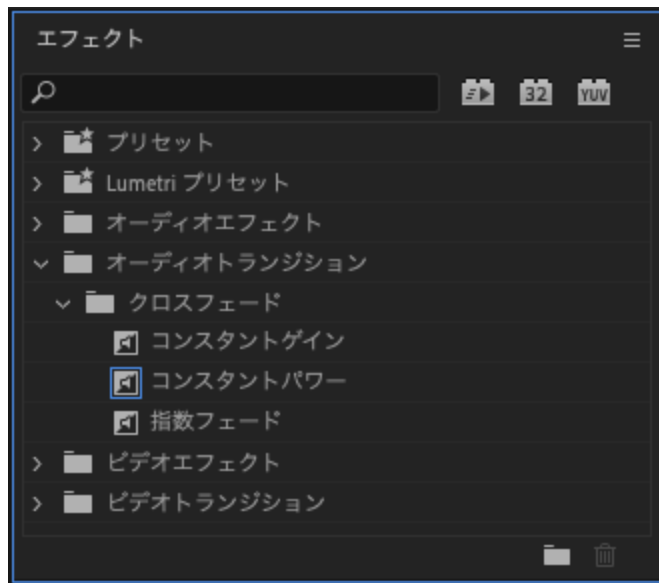 エフェクト
32 YUV
プリセット
Lumetri プリセット
オーディオエフェクト
オーディオトランジション
クロスフェード
コンスタントゲイン
コンスタントパワー
指数フェード
ビデオエフェクト
ビデオトランジション